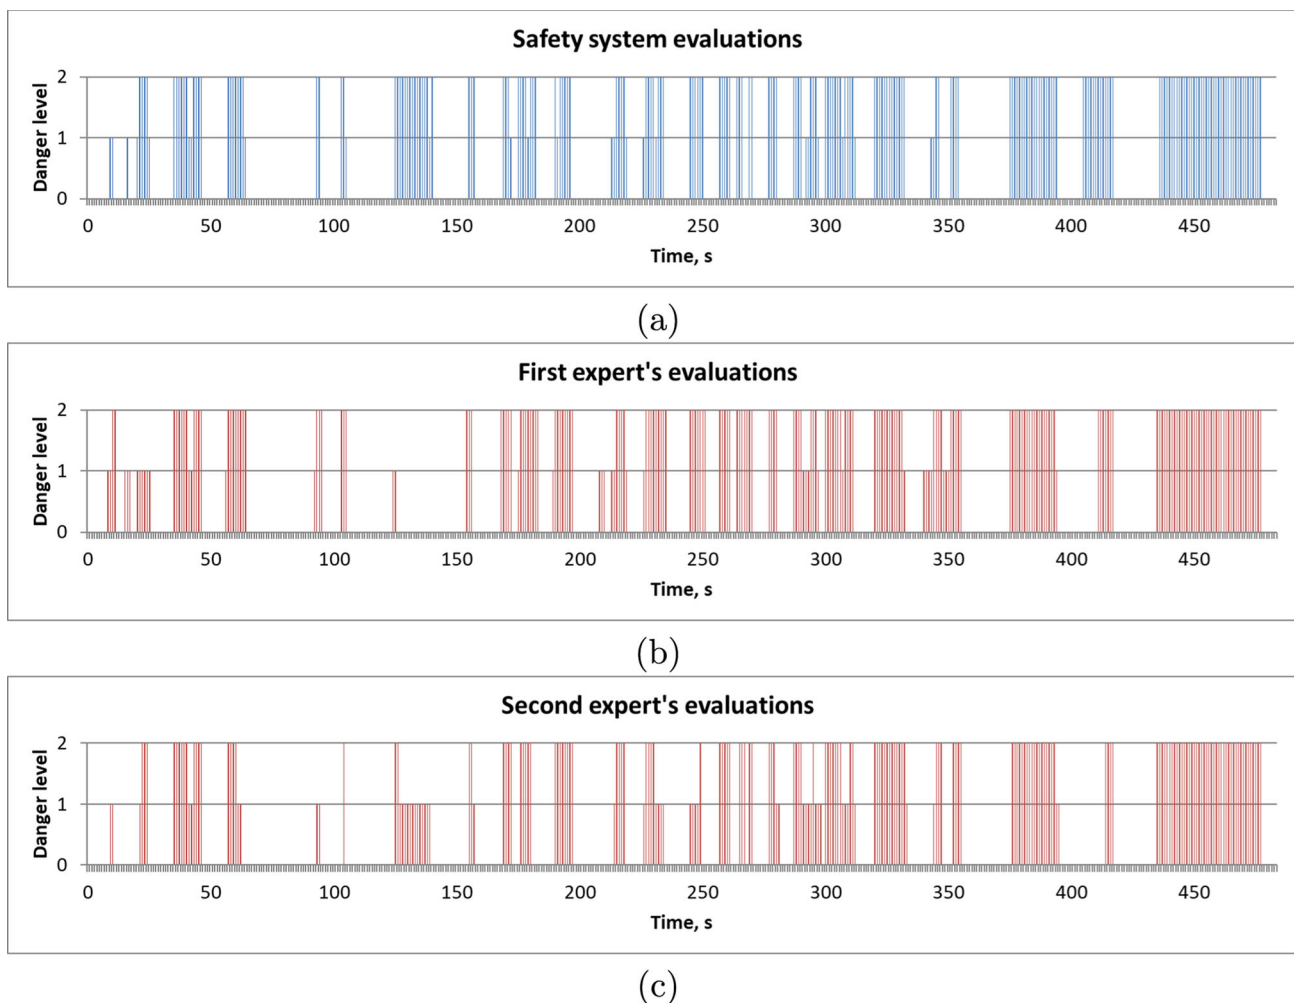 Safety system evaluations
Danger level
2
1
0
0 50 100 150 200 250 300 350 400 450
Time, s
(a)
First expert's evaluations
Danger level
2
1
0
0 50 100 150 200 250 300 350 400 450
Time, s
(b)
Second expert's evaluations
Danger level
2
1
0
0 50 100 150 200 250 300 350 400 450
Time, s
(c)